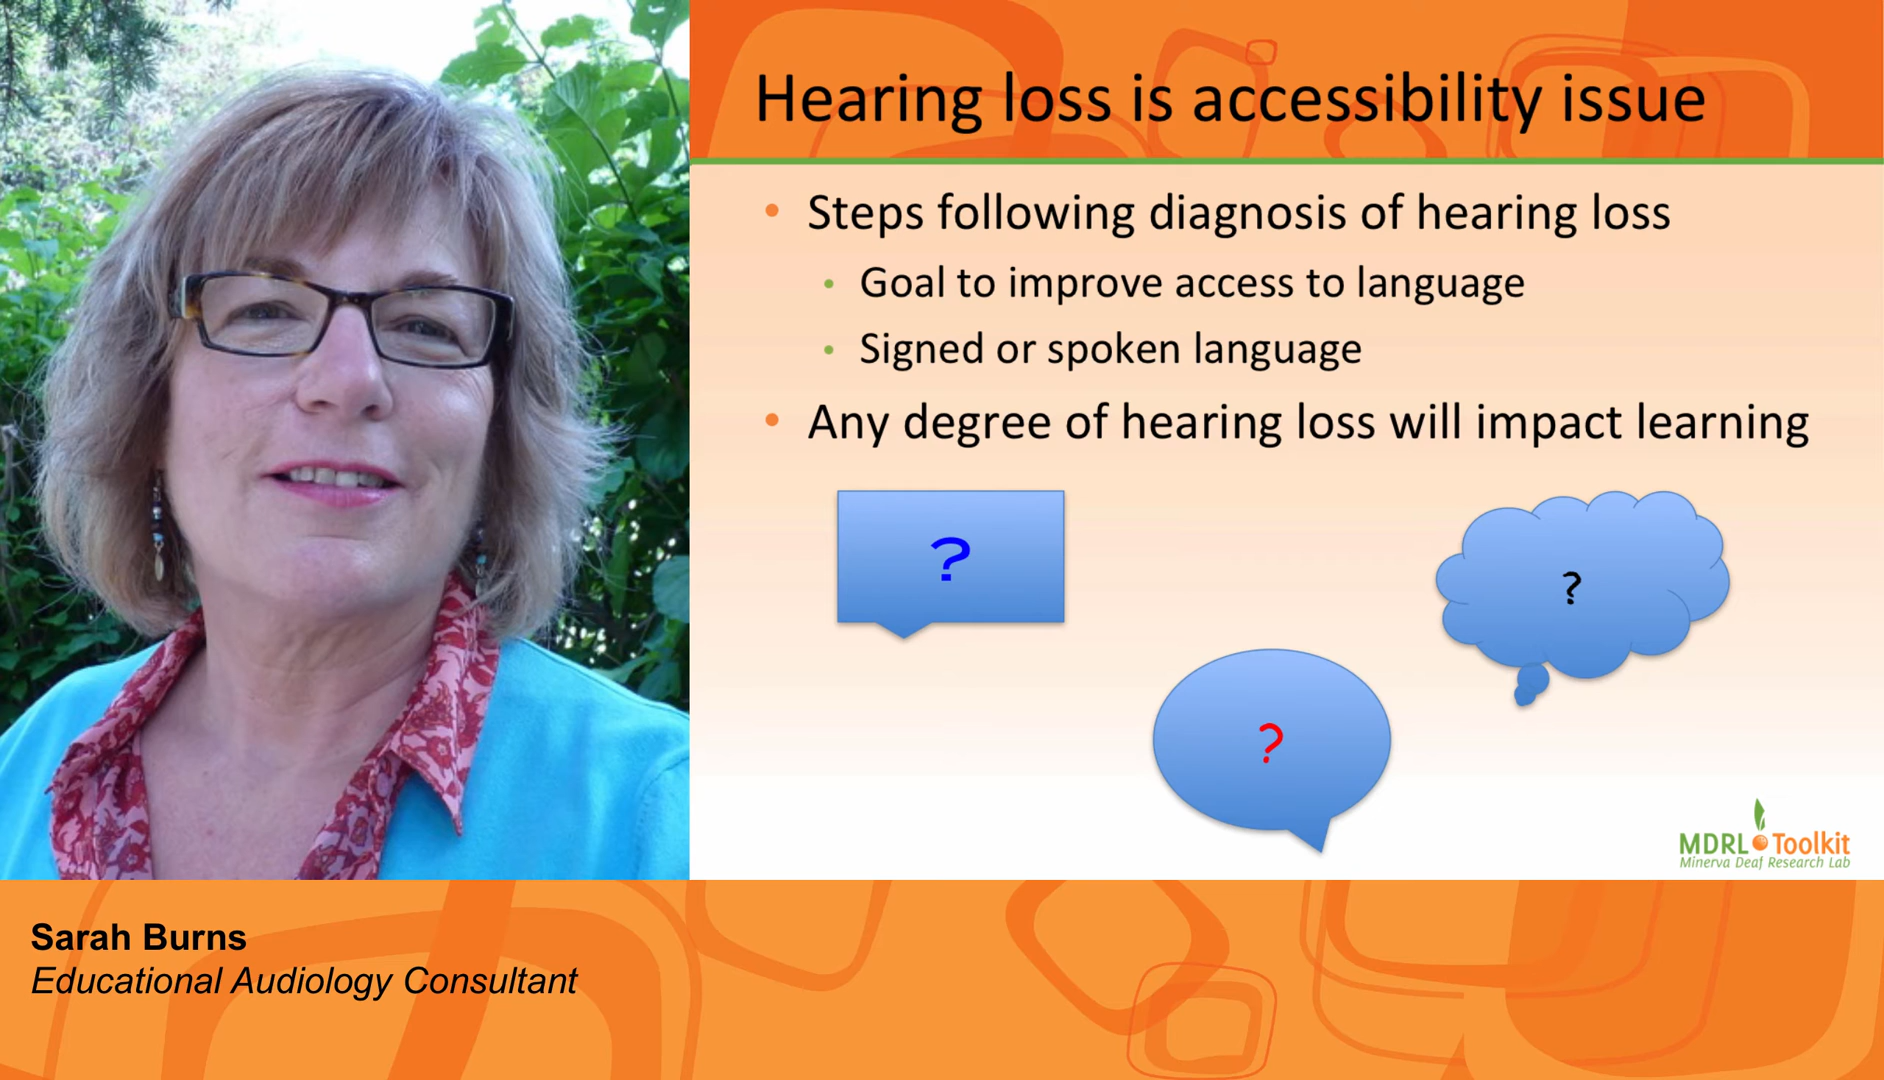 Hearing loss is accessibility issue
• Steps following diagnosis of hearing loss
• Goal to improve access to language
• Signed or spoken language
• Any degree of hearing loss will impact learning
?
?
?
MDRL Toolkit
Minerva Deaf Research Lab
Sarah Burns
Educational Audiology Consultant